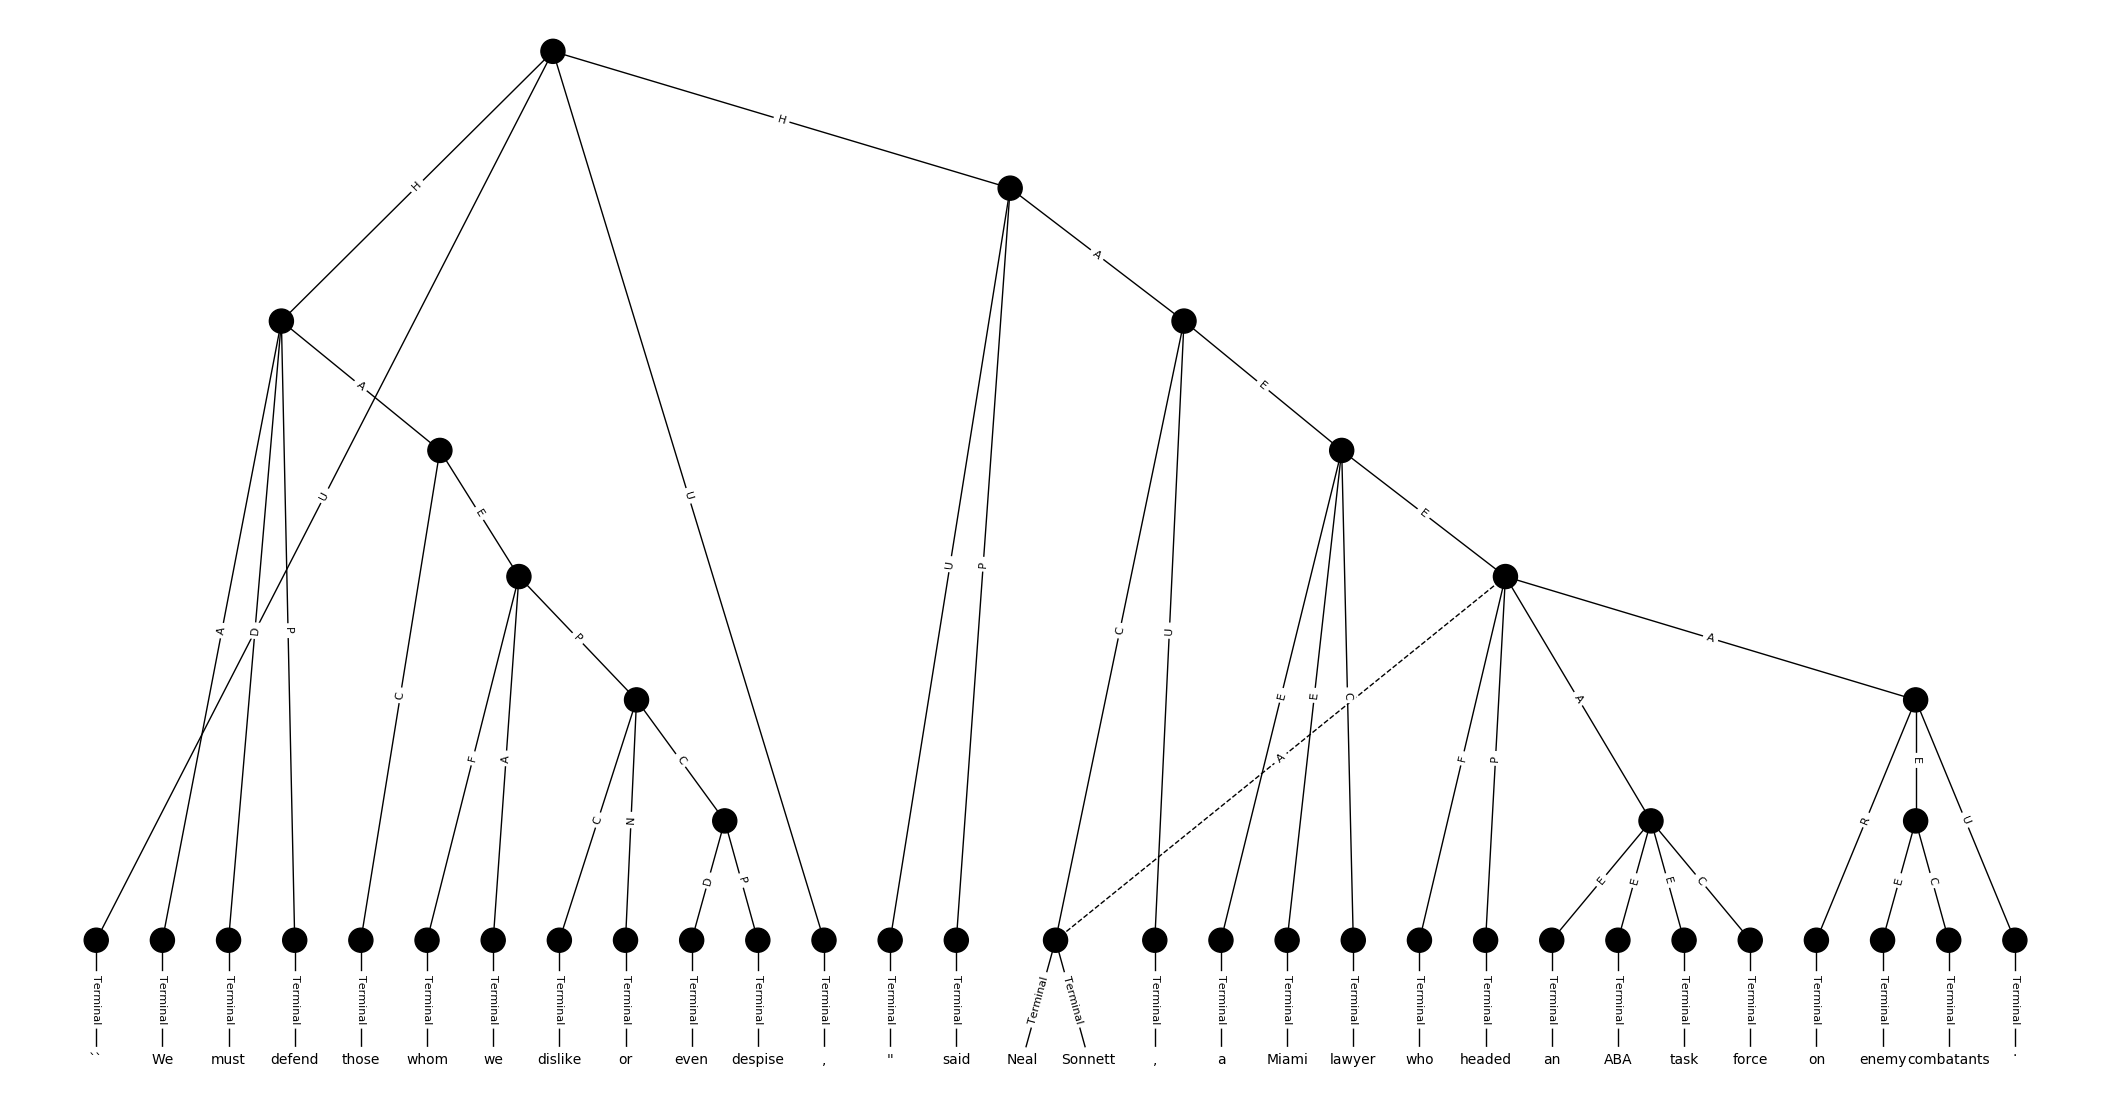 H
H
A
A
U
U
E
E
U
P
E
A
D
P
C
U
P
A
C
F
A
E
E
C
A
F
P
A
C
N
C
R
E
U
D
P
E
E
E
C
E
C
Terminal Terminal Terminal Terminal Terminal Terminal Terminal Terminal Terminal Terminal Terminal Terminal Terminal Terminal Terminal Terminal Terminal Terminal Terminal Terminal Terminal Terminal Terminal Terminal Terminal Terminal Terminal Terminal Terminal Terminal
`` We must defend those whom we dislike or even despise , " said Neal Sonnett , a Miami lawyer who headed an ABA task force on enemy combatants .